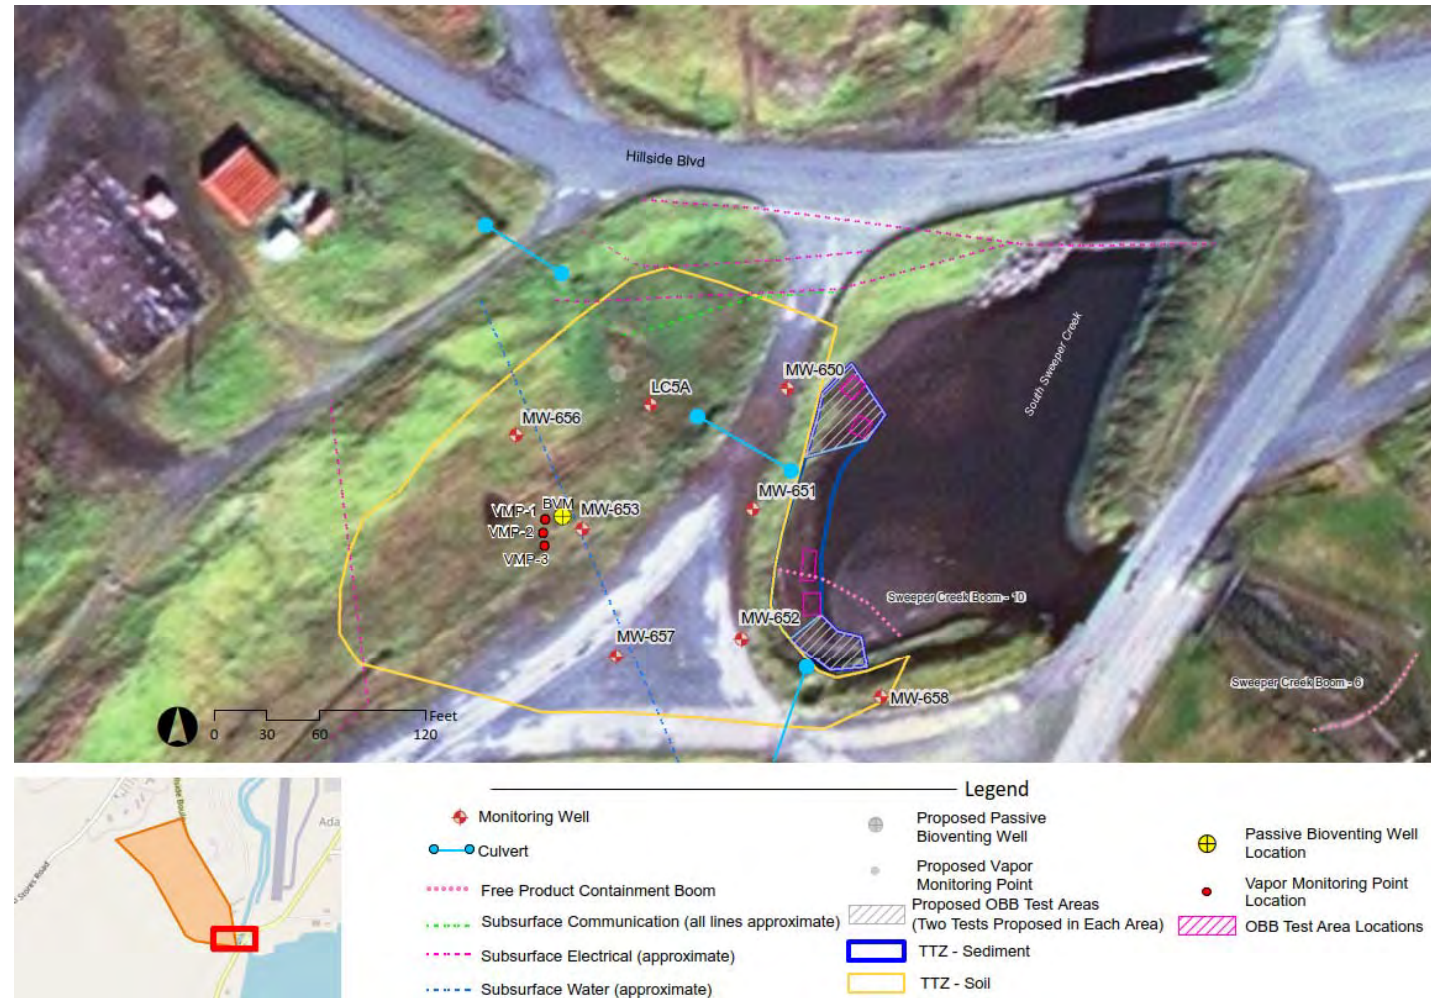 Hillside Blvd
South Sweeper Creek
MW-650
LC5A
MW-656
MW-651
BVM
VMP-1
MW-653
VMP-2
VMP-3
Sweeper Creek Boom - 10
MW-652
MW-657
Sweeper Creek Boom - 6
MW-658
Feet
0 30 60 120
Legend
Monitoring Well
Culvert
Free Product Containment Boom
Subsurface Communication (all lines approximate)
Subsurface Electrical (approximate)
Subsurface Water (approximate)
Proposed Passive
Bioventing Well
Proposed Vapor
Monitoring Point
Proposed OBB Test Areas
(Two Tests Proposed in Each Area)
TTZ - Sediment
TTZ - Soil
Passive Bioventing Well
Location
Vapor Monitoring Point
Location
OBB Test Area Locations
Stores Road
Ada